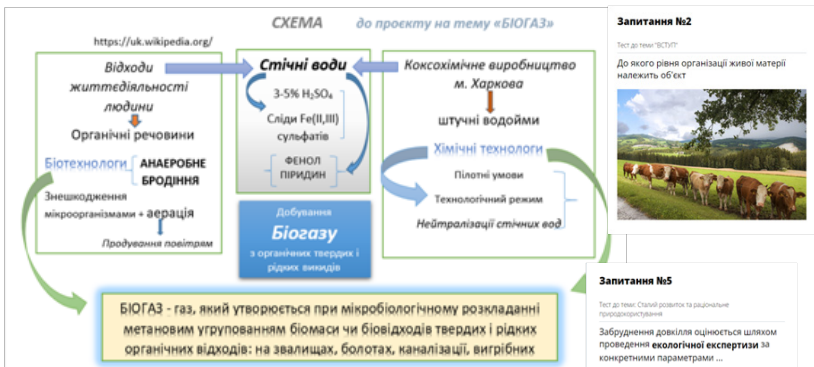 СХЕМА до проєкту на тему «БІОГАЗ»
https://uk.wikipedia.org/
Відходи
життєдіяльності
людини
Органічні речовини
Біотехнологи
АНАЕРОБНЕ
БРОДІННЯ
Знешкодження
мікроорганізмами + аерація
Продування повітрям
Стічні води
3-5% H₂SO₄
Сліди Fe(II,III)
сульфатів
ФЕНОЛ
ПІРИДИН
Добування
Біогазу
з органічних твердих і
рідких викидів
Коксохімічне виробництво
м. Харкова
штучні водойми
Хімічні технологи
Пілотні умови
Технологічний режим
Нейтралізації стічних вод
БІОГАЗ - газ, який утворюється при мікробіологічному розкладанні
метановим угрупованням біомаси чи біовідходів твердих і рідких
органічних відходів: на звалищах, болотах, каналізації, вигрібних
Запитання №2
Тест до теми "ВСТУП"
До якого рівня організації живої матерії
належить об'єкт
Запитання №5
Тест до теми: Сталий розвиток та раціональне
природокористування
Забруднення довкілля оцінюється шляхом
проведення екологічної експертизи за
конкретними параметрами ...